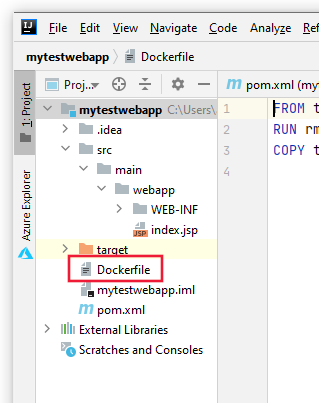 IJ File Edit View Navigate Code Analyze Re
mytestwebapp Dockerfile
1: Project
Azure Explorer
Proj...
m pom.xml (my
mytestwebapp C:\Users\
.idea
src
main
webapp
WEB-INF
JSP index.jsp
target
Dockerfile
mytestwebapp.iml
m pom.xml
External Libraries
Scratches and Consoles
1 FROM t
2 RUN rm
3 COPY t
4